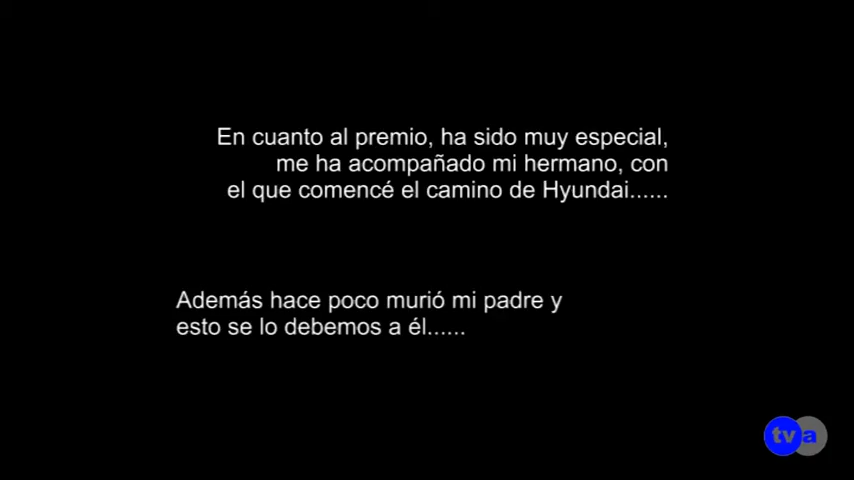 En cuanto al premio, ha sido muy especial,
me ha acompañado mi hermano, con
el que comencé el camino de Hyundai......
Además hace poco murió mi padre y
esto se lo debemos a él......
tva